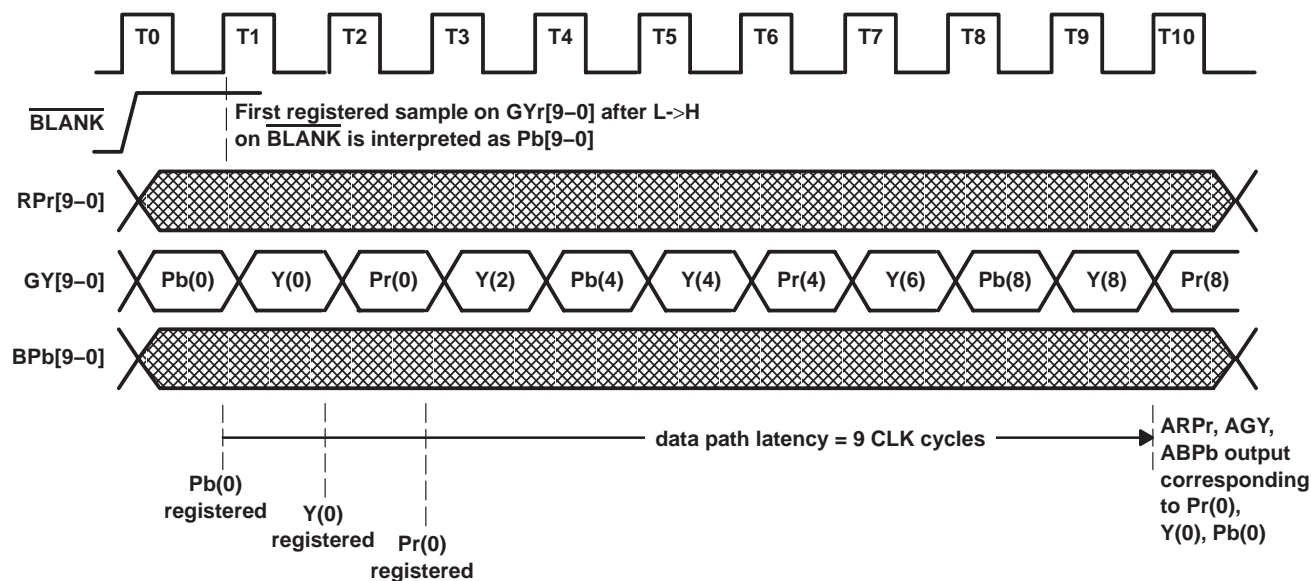 T0 T1 T2 T3 T4 T5 T6 T7 T8 T9 T10
BLANK
First registered sample on GYr[9–0] after L->H
on BLANK is interpreted as Pb[9–0]
RPr[9–0]
GY[9–0] Pb(0) Y(0) Pr(0) Y(2) Pb(4) Y(4) Pr(4) Y(6) Pb(8) Y(8) Pr(8)
BPb[9–0]
data path latency = 9 CLK cycles
ARPr, AGY,
ABPb output
corresponding
to Pr(0),
Y(0), Pb(0)
Pb(0)
registered
Y(0)
registered
Pr(0)
registered